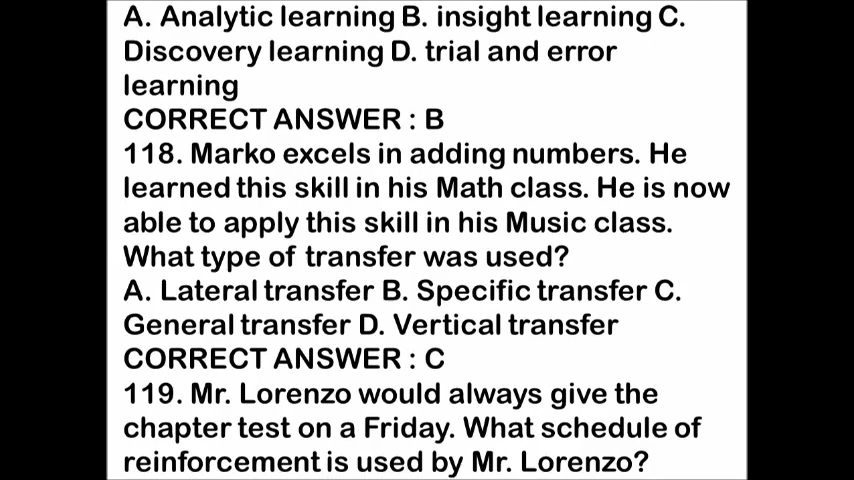 A. Analytic learning B. insight learning C.
Discovery learning D. trial and error
learning
CORRECT ANSWER : B
118. Marko excels in adding numbers. He
learned this skill in his Math class. He is now
able to apply this skill in his Music class.
What type of transfer was used?
A. Lateral transfer B. Specific transfer C.
General transfer D. Vertical transfer
CORRECT ANSWER : C
119. Mr. Lorenzo would always give the
chapter test on a Friday. What schedule of
reinforcement is used by Mr. Lorenzo?